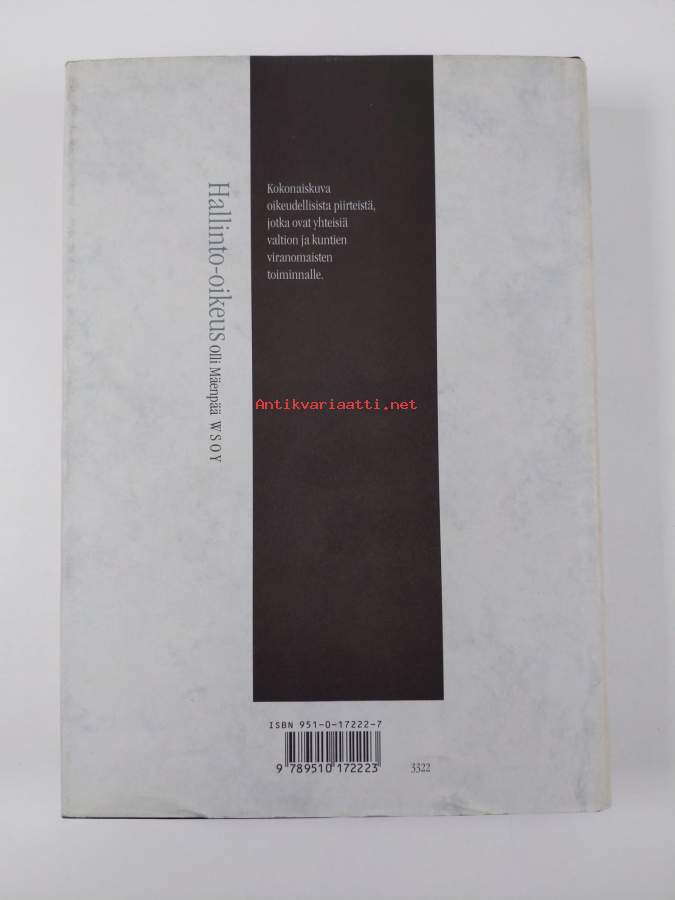 Kokonaiskuva
oikeudellisista piirteistä,
jotka ovat yhteisiä
valtion ja kuntien
viranomaisten
toiminnalle.
Hallinto-oikeus Olli Mäenpää WSOY
Antikvariaatti.net
ISBN 951-0-17222-7
9 789510 172223
3322